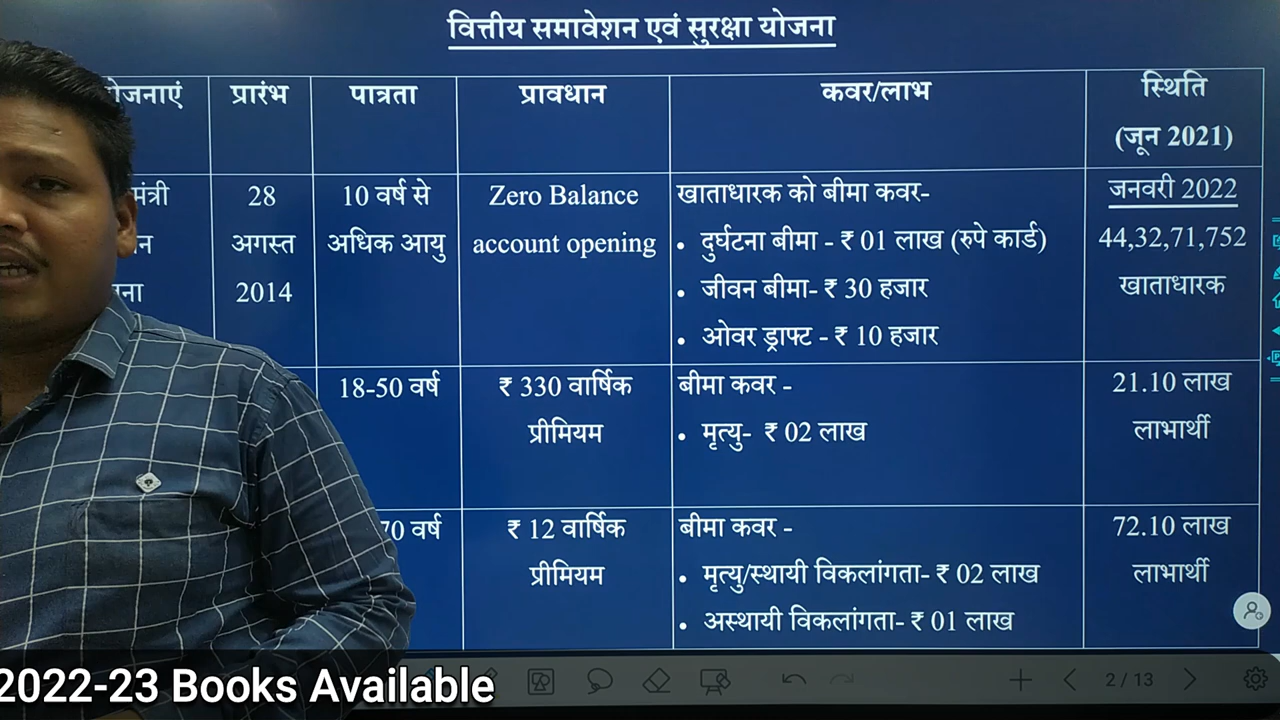 वित्तीय समावेशन एवं सुरक्षा योजना
प्रारंभ
पात्रता
प्रावधान
कवर/लाभ
स्थिति
(जून 2021)
28
अगस्त
2014
10 वर्ष से
अधिक आयु
Zero Balance
account opening
खाताधारक को बीमा कवर-
• दुर्घटना बीमा - ₹ 01 लाख (रुपे कार्ड)
• जीवन बीमा- ₹ 30 हजार
• ओवर ड्राफ्ट - ₹ 10 हजार
जनवरी 2022
44,32,71,752
खाताधारक
18-50 वर्ष
₹ 330 वार्षिक
प्रीमियम
बीमा कवर -
• मृत्यु- ₹ 02 लाख
21.10 लाख
लाभार्थी
70 वर्ष
₹ 12 वार्षिक
प्रीमियम
बीमा कवर -
• मृत्यु/स्थायी विकलांगता- ₹ 02 लाख
• अस्थायी विकलांगता- ₹ 01 लाख
72.10 लाख
लाभार्थी
2022-23 Books Available
2 / 13